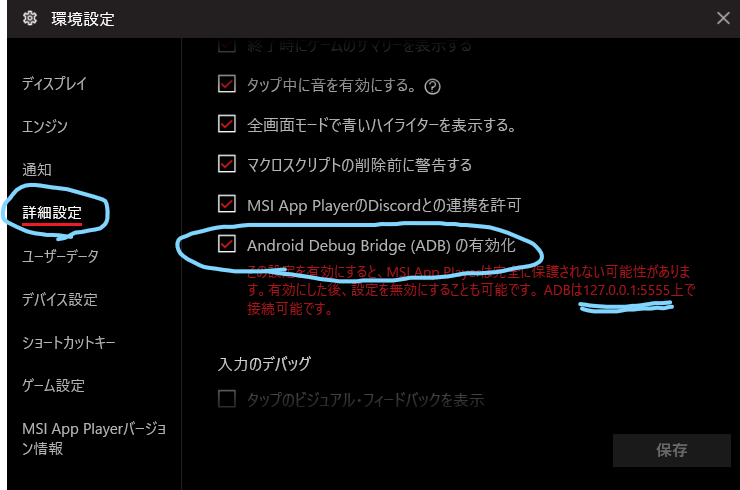 環境設定
ディスプレイ
エンジン
通知
詳細設定
ユーザーデータ
デバイス設定
ショートカットキー
ゲーム設定
MSI App Playerバージョ
ン情報
終了時にゲームのサマリーを表示する
タップ中に音を有効にする。
全画面モードで青いハイライターを表示する。
マクロスクリプトの削除前に警告する
MSI App PlayerのDiscordとの連携を許可
Android Debug Bridge (ADB) の有効化
この設定を有効にすると、MSI App Playerは完全に保護されない可能性がありま
す。有効にした後、設定を無効にすることも可能です。ADBは127.0.0.1:5555上で
接続可能です。
入力のデバッグ
タップのビジュアル・フィードバックを表示
保存